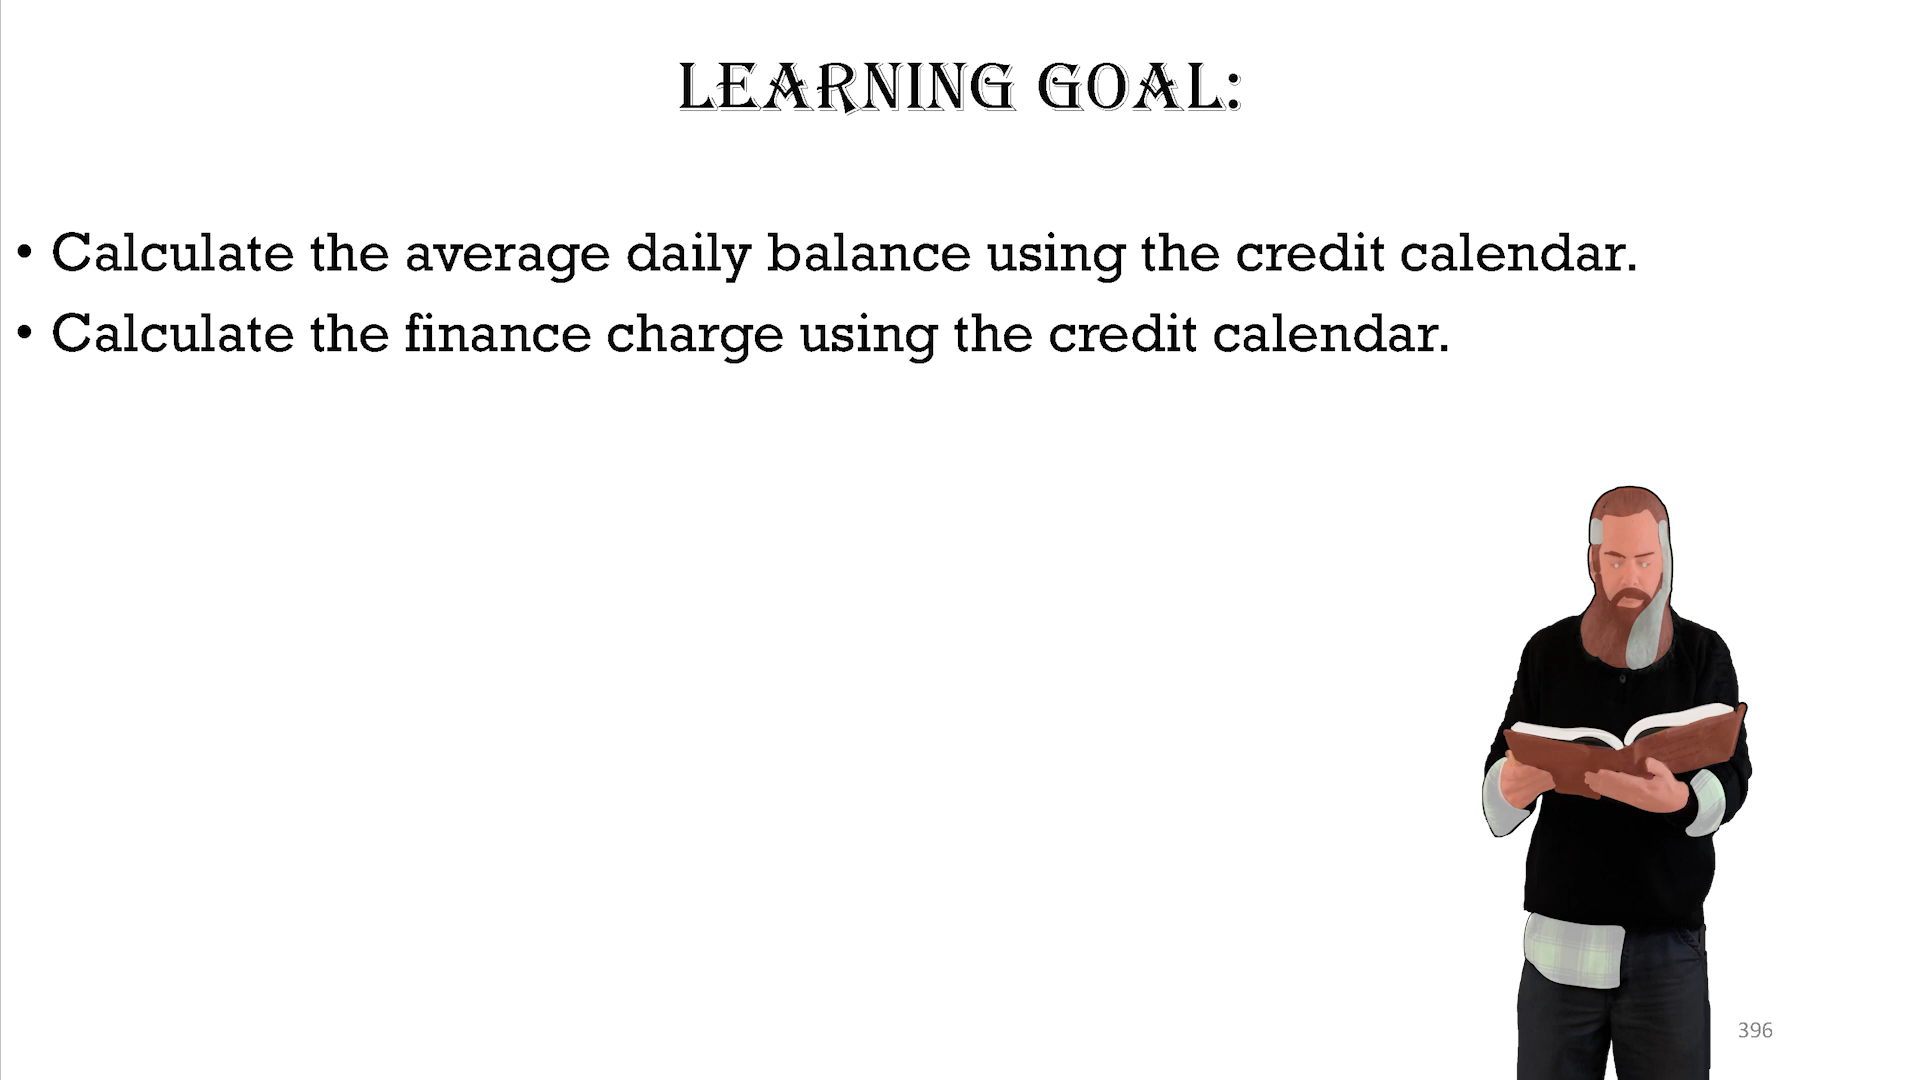 LEARNING GOAL:
• Calculate the average daily balance using the credit calendar.
• Calculate the finance charge using the credit calendar.
396